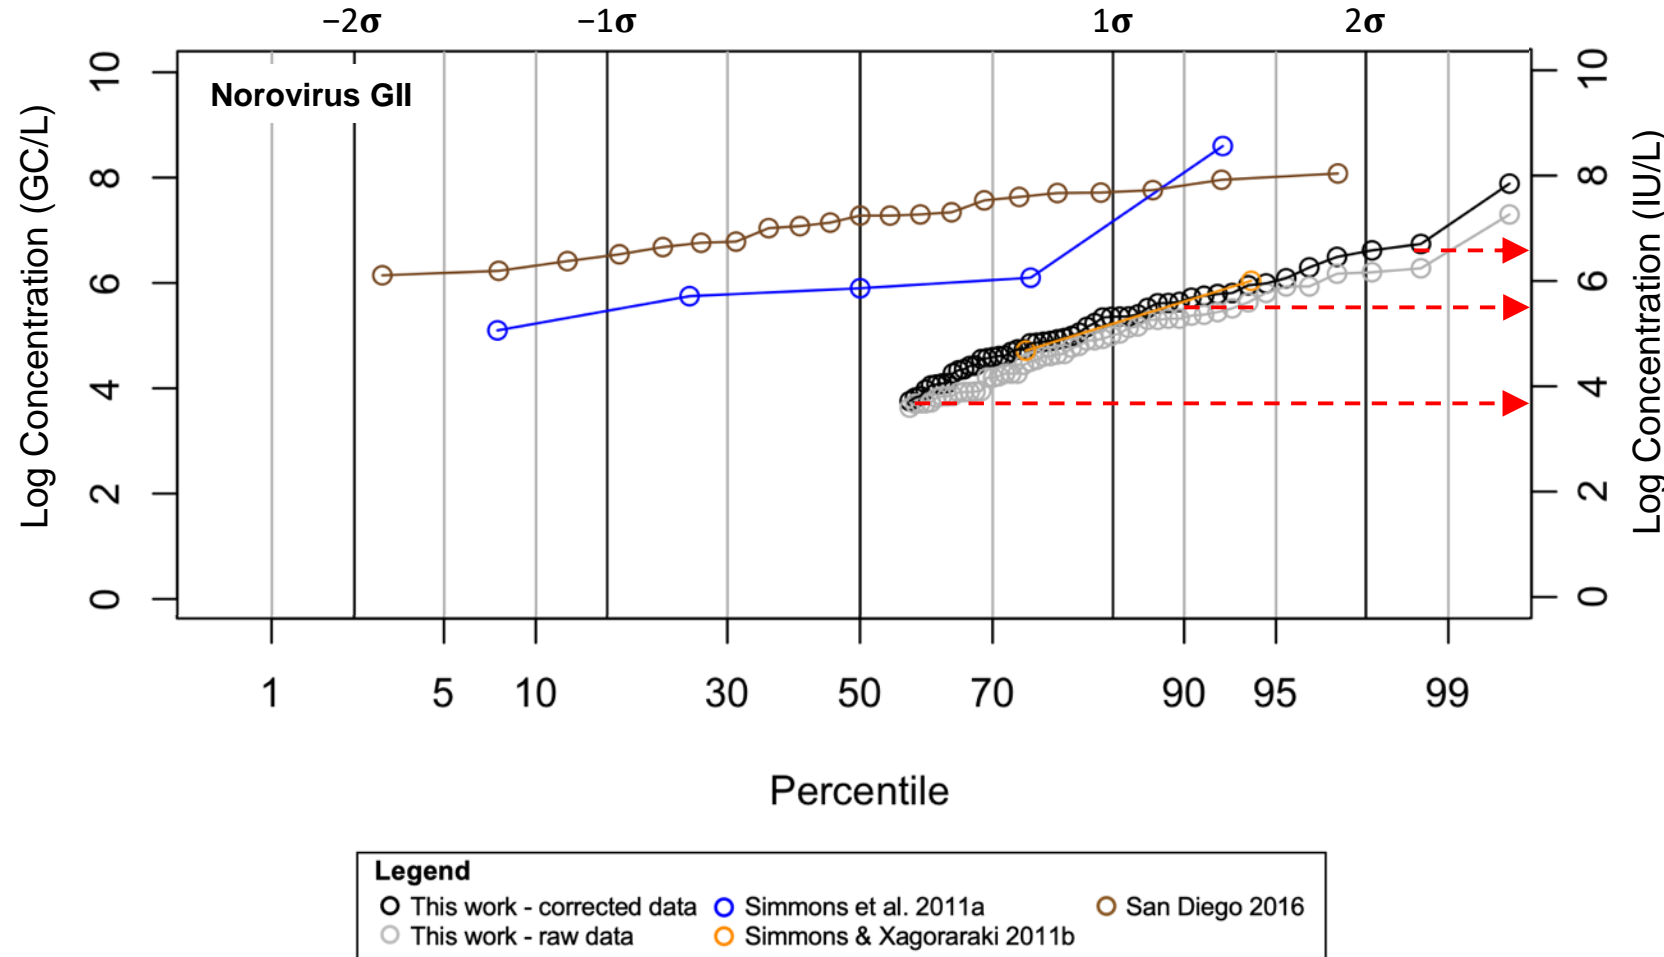 −2σ −1σ 1σ 2σ
Norovirus GII
Log Concentration (GC/L)
10
8
6
4
2
0
Log Concentration (IU/L)
10
8
6
4
2
0
1 5 10 30 50 70 90 95 99
Percentile
Legend
This work - corrected data Simmons et al. 2011a San Diego 2016
This work - raw data Simmons & Xagoraraki 2011b